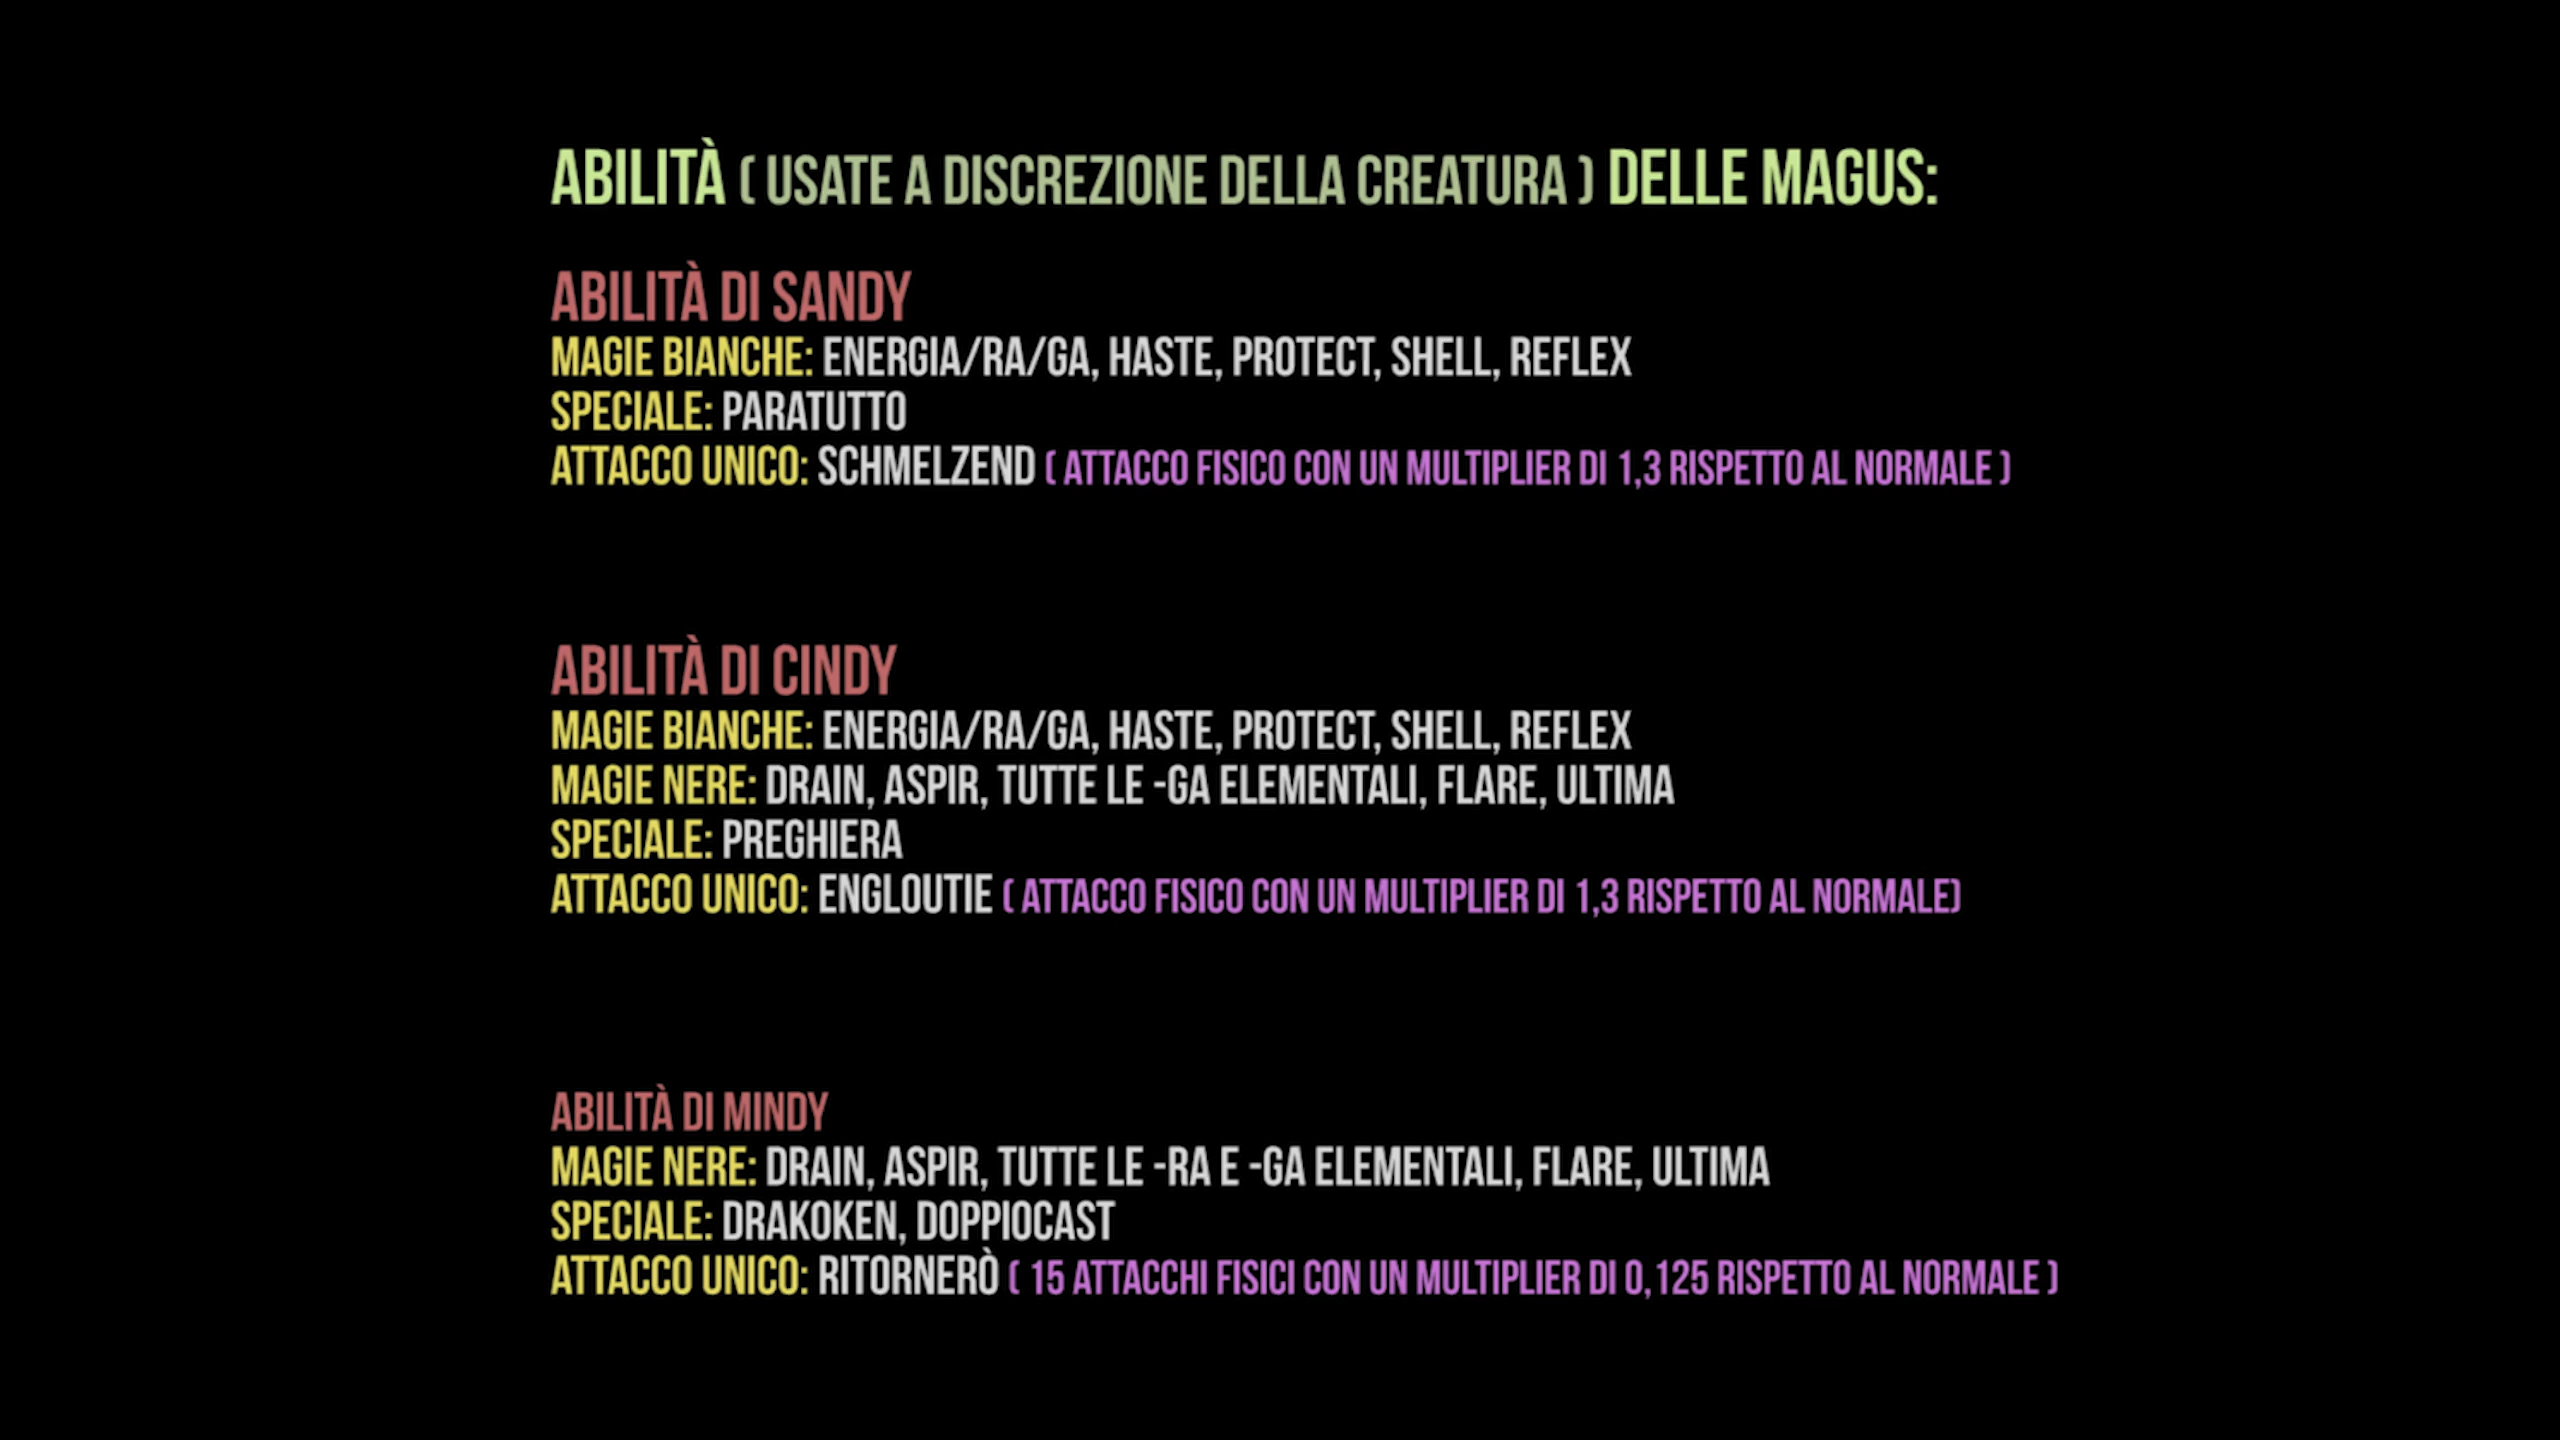 ABILITÀ ( USATE A DISCREZIONE DELLA CREATURA ) DELLE MAGUS:
ABILITÀ DI SANDY
MAGIE BIANCHE: ENERGIA/RA/GA, HASTE, PROTECT, SHELL, REFLEX
SPECIALE: PARATUTTO
ATTACCO UNICO: SCHMELZEND ( ATTACCO FISICO CON UN MULTIPLIER DI 1,3 RISPETTO AL NORMALE )
ABILITÀ DI CINDY
MAGIE BIANCHE: ENERGIA/RA/GA, HASTE, PROTECT, SHELL, REFLEX
MAGIE NERE: DRAIN, ASPIR, TUTTE LE -GA ELEMENTALI, FLARE, ULTIMA
SPECIALE: PREGHIERA
ATTACCO UNICO: ENGLOUTIE ( ATTACCO FISICO CON UN MULTIPLIER DI 1,3 RISPETTO AL NORMALE)
ABILITÀ DI MINDY
MAGIE NERE: DRAIN, ASPIR, TUTTE LE -RA E -GA ELEMENTALI, FLARE, ULTIMA
SPECIALE: DRAKOKEN, DOPPIOCAST
ATTACCO UNICO: RITORNERÒ ( 15 ATTACCHI FISICI CON UN MULTIPLIER DI 0,125 RISPETTO AL NORMALE )